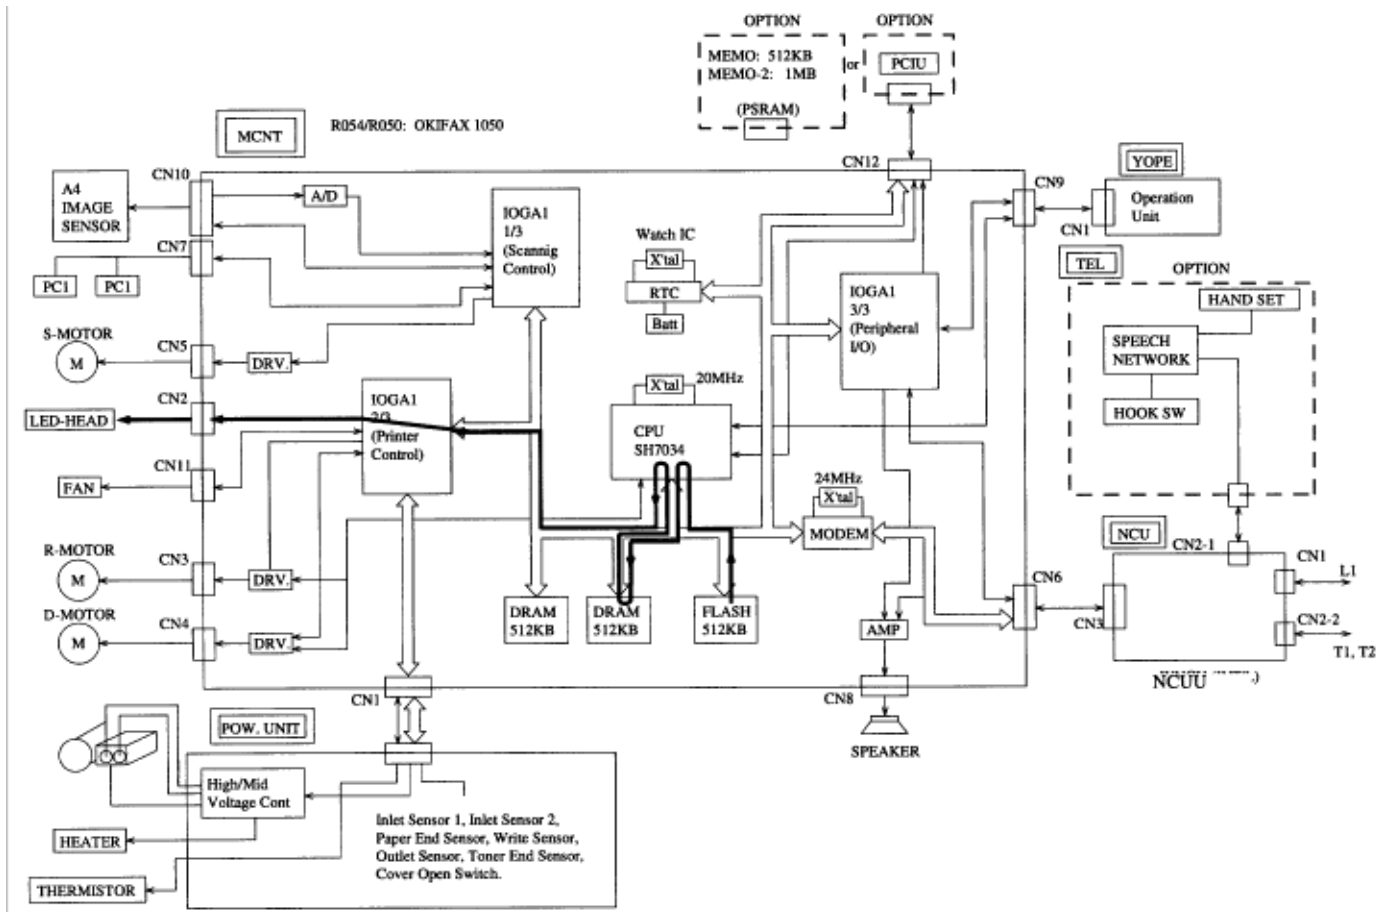 OPTION
OPTION
MEMO: 512KB
MEMO-2: 1MB
(PSRAM)
or
PCIU
MCNT
R054/R050: OKIFAX 1050
CN12
YOPE
CN10
A4
IMAGE
SENSOR
A/D
IOGA1
1/3
(Scannig
Control)
CN9
Operation
Unit
CN1
CN7
PC1
PC1
Watch IC
X'tal
RTC
Batt
IOGA1
3/3
(Peripheral
I/O)
TEL
OPTION
HAND SET
SPEECH
NETWORK
HOOK SW
S-MOTOR
M
CN5
DRV.
CN2
LED-HEAD
IOGA1
2/3
(Printer
Control)
X'tal
20MHz
CPU
SH7034
CN11
FAN
24MHz
X'tal
MODEM
NCU
CN2-1
CN1
L1
R-MOTOR
M
CN3
DRV.
CN6
CN3
CN2-2
T1, T2
D-MOTOR
M
CN4
DRV.
DRAM
512KB
DRAM
512KB
FLASH
512KB
AMP
NCUU
CN1
CN8
SPEAKER
POW. UNIT
High/Mid
Voltage Cont
HEATER
THERMISTOR
Inlet Sensor 1, Inlet Sensor 2,
Paper End Sensor, Write Sensor,
Outlet Sensor, Toner End Sensor,
Cover Open Switch.